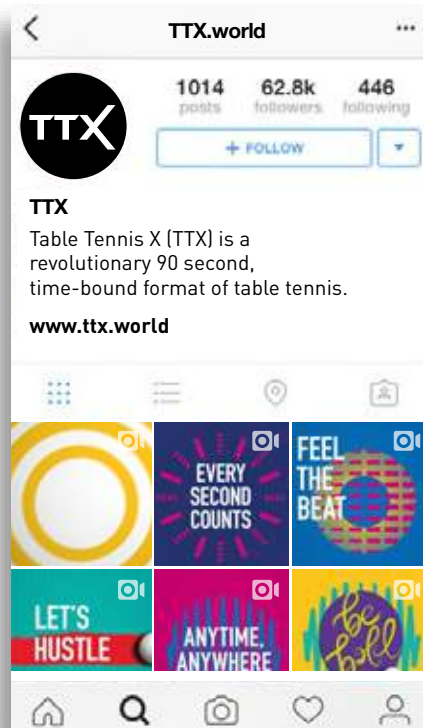 TTX.world
1014 62.8k 446
posts followers following
TTX
+ FOLLOW
TTX
Table Tennis X (TTX) is a
revolutionary 90 second,
time-bound format of table tennis.
www.ttx.world
EVERY
SECOND
COUNTS
FEEL
THE
BEAT
LET'S
HUSTLE
ANYTIME,
ANYWHERE
be
ball